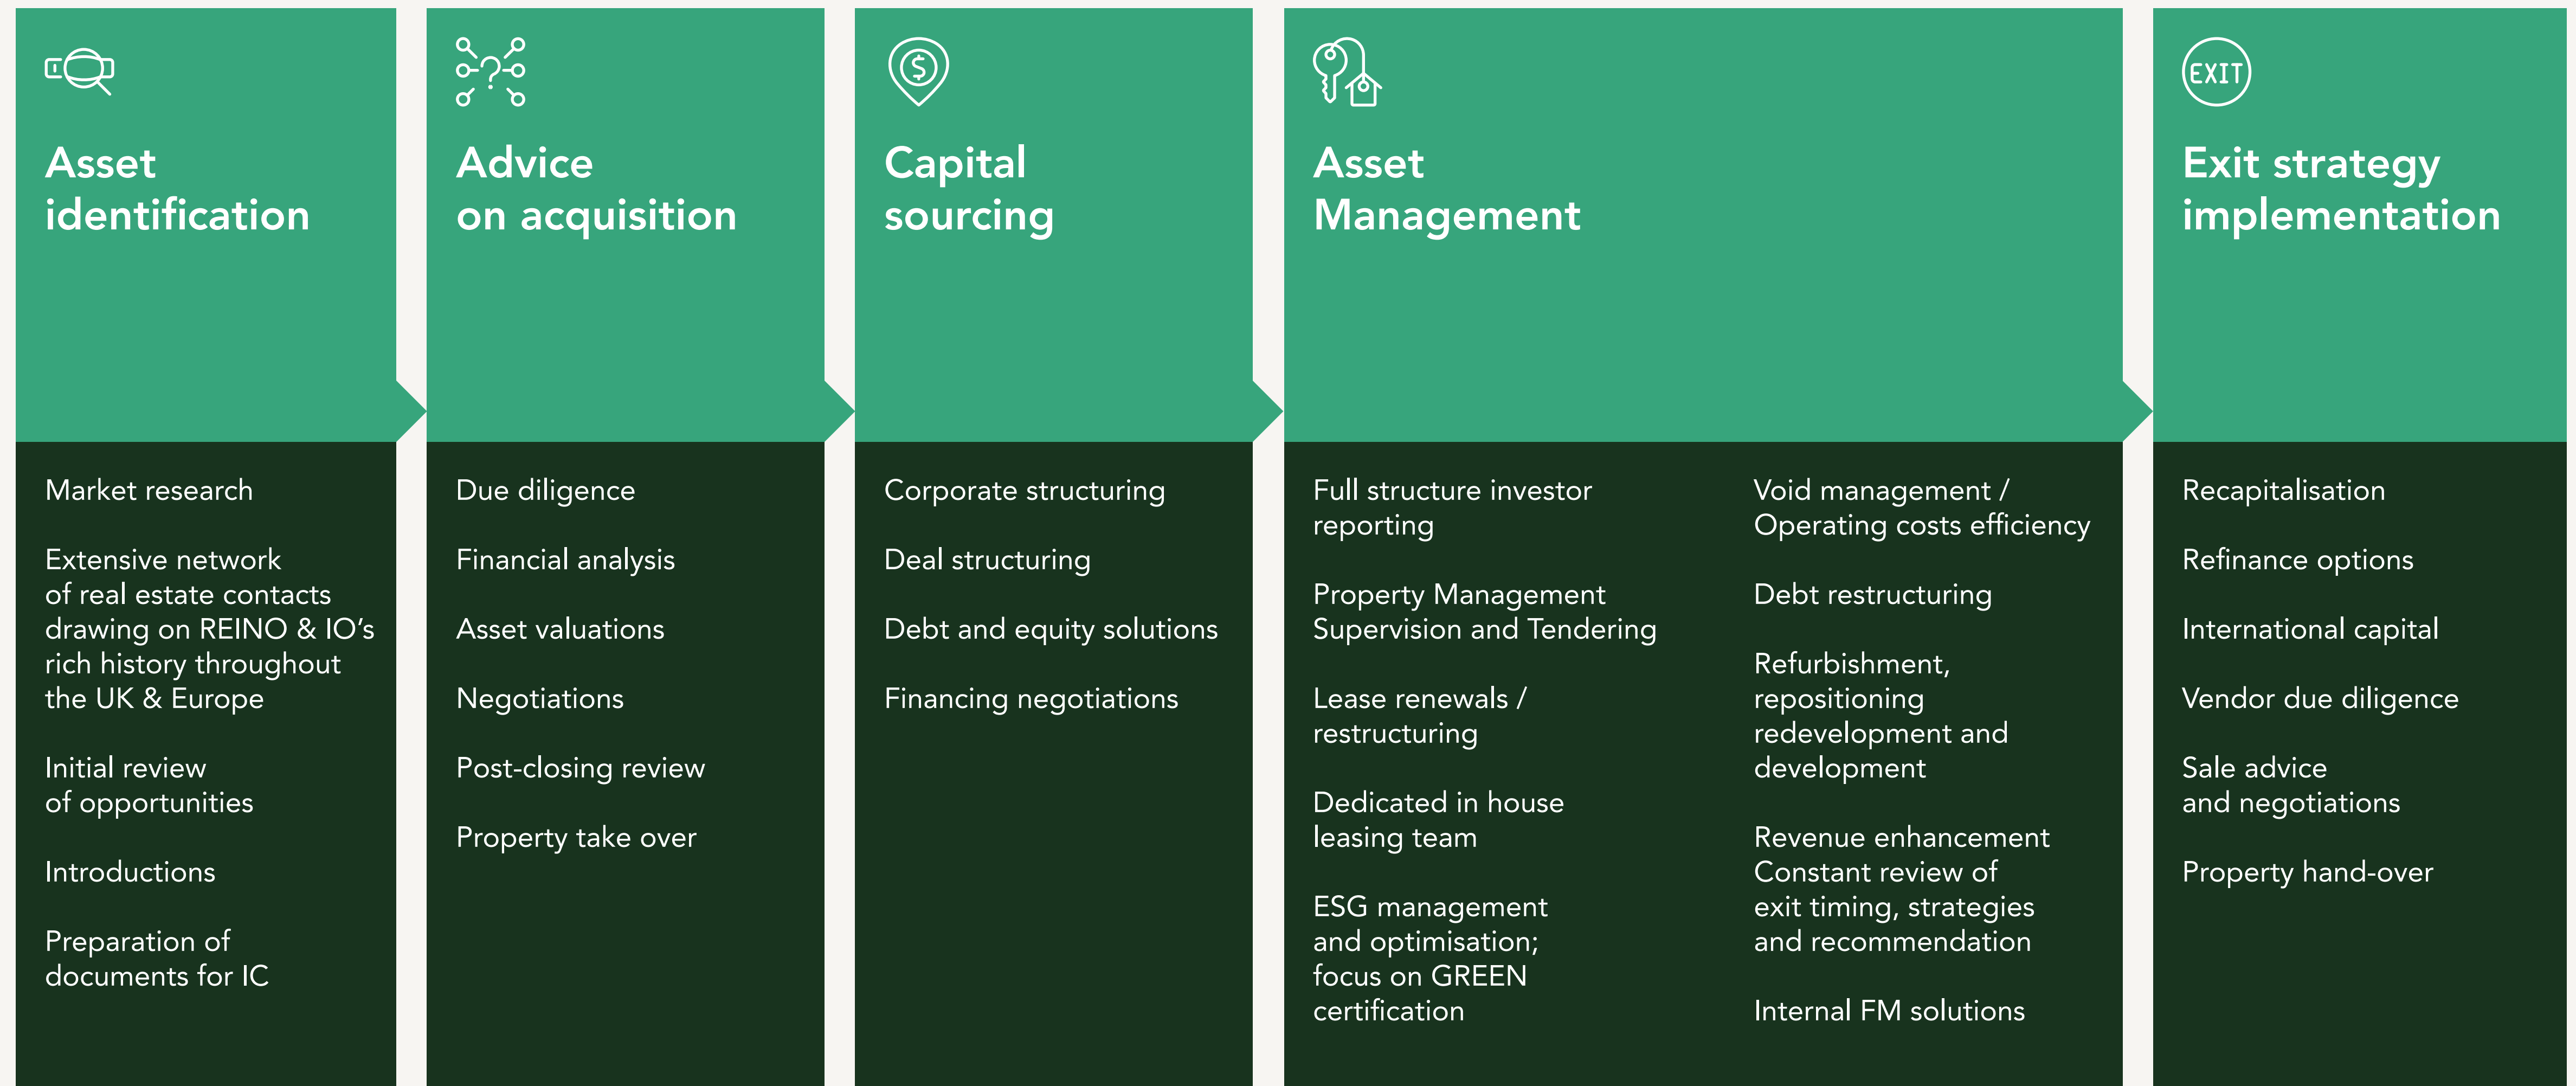 Asset
identification
Market research
Extensive network
of real estate contacts
drawing on REINO & IO’s
rich history throughout
the UK & Europe
Initial review
of opportunities
Introductions
Preparation of
documents for IC
Advice
on acquisition
Due diligence
Financial analysis
Asset valuations
Negotiations
Post-closing review
Property take over
$
Capital
sourcing
Corporate structuring
Deal structuring
Debt and equity solutions
Financing negotiations
Asset
Management
Full structure investor
reporting
Property Management
Supervision and Tendering
Lease renewals /
restructuring
Dedicated in house
leasing team
ESG management
and optimisation;
focus on GREEN
certification
Void management /
Operating costs efficiency
Debt restructuring
Refurbishment,
repositioning
redevelopment and
development
Revenue enhancement
Constant review of
exit timing, strategies
and recommendation
Internal FM solutions
EXIT
Exit strategy
implementation
Recapitalisation
Refinance options
International capital
Vendor due diligence
Sale advice
and negotiations
Property hand-over